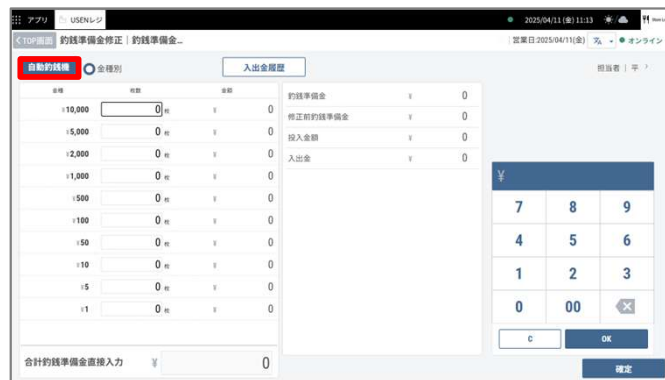 アプリ USENレジ 2025/04/11(金) 11:13
<TOP画面 釣銭準備金修正｜釣銭準備金... 営業日:2025/04/11(金) オンライン
自動釣銭機 金種別 入出金履歴 担当者｜平
金種 枚数 金額
¥10,000 0 枚 ¥ 0
¥5,000 0 枚 ¥ 0
¥2,000 0 枚 ¥ 0
¥1,000 0 枚 ¥ 0
¥500 0 枚 ¥ 0
¥100 0 枚 ¥ 0
¥50 0 枚 ¥ 0
¥10 0 枚 ¥ 0
¥5 0 枚 ¥ 0
¥1 0 枚 ¥ 0
合計釣銭準備金直接入力 ¥ 0
釣銭準備金 ¥ 0
修正前釣銭準備金 ¥ 0
投入金額 ¥ 0
入出金 ¥ 0
¥
7 8 9
4 5 6
1 2 3
0 00
C OK
確定